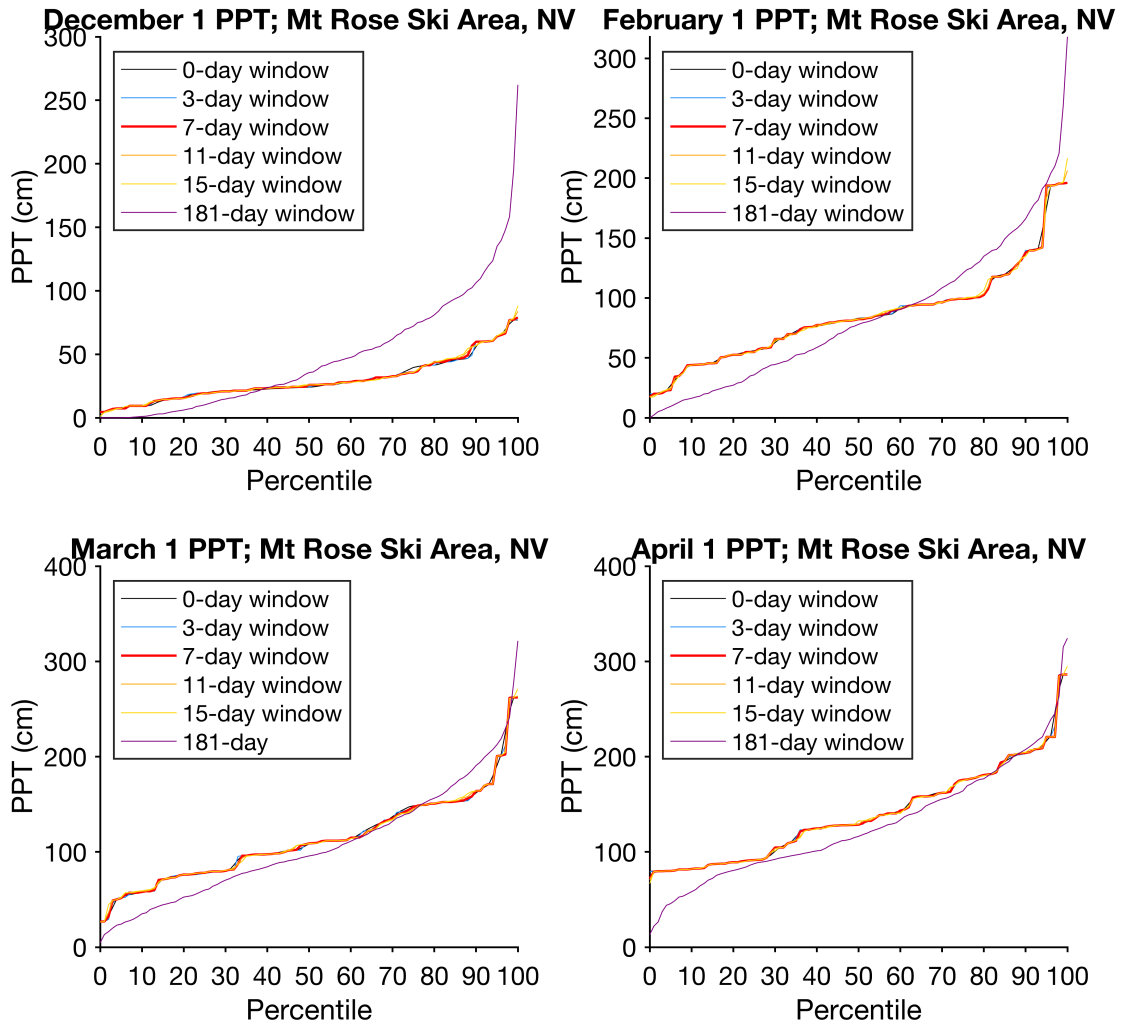 December 1 PPT; Mt Rose Ski Area, NV
300
250
200
150
100
50
0
PPT (cm)
0-day window
3-day window
7-day window
11-day window
15-day window
181-day window
0 10 20 30 40 50 60 70 80 90 100
Percentile
February 1 PPT; Mt Rose Ski Area, NV
300
250
200
150
100
50
0
PPT (cm)
0-day window
3-day window
7-day window
11-day window
15-day window
181-day window
0 10 20 30 40 50 60 70 80 90 100
Percentile
March 1 PPT; Mt Rose Ski Area, NV
400
300
200
100
0
PPT (cm)
0-day window
3-day window
7-day window
11-day window
15-day window
181-day
0 10 20 30 40 50 60 70 80 90 100
Percentile
April 1 PPT; Mt Rose Ski Area, NV
400
300
200
100
0
PPT (cm)
0-day window
3-day window
7-day window
11-day window
15-day window
181-day window
0 10 20 30 40 50 60 70 80 90 100
Percentile